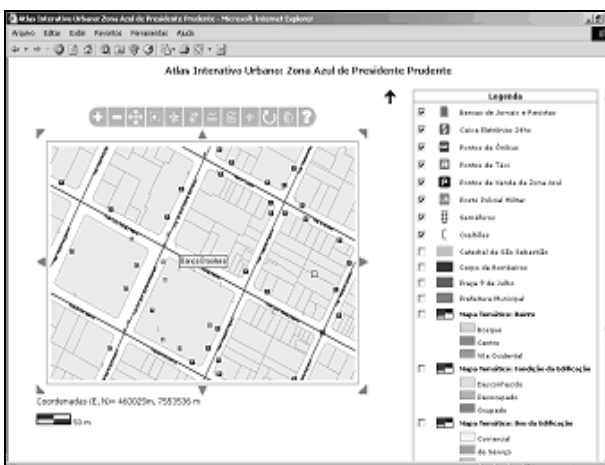 Atlas Interativo Urbano: Zona Azul de Presidente Prudente - Microsoft Internet Explorer
Arquivo Editar Exibir Favoritos Ferramentas Ajuda
Atlas Interativo Urbano: Zona Azul de Presidente Prudente
Legenda
Bancas de Jornais e Revistas
Caixa Eletrônico 24hs
Pontos de Ônibus
Pontos de Táxi
Pontos de Venda da Zona Azul
Posto Policial Militar
Semáforos
Orelhões
Catedral de São Sebastião
Corpo de Bombeiros
Praça 9 de Julho
Prefeitura Municipal
Mapa Temático: Bairro
Bosque
Centro
Vila Ocidental
Mapa Temático: Condição da Edificação
Desconhecido
Desocupado
Ocupado
Mapa Temático: Uso da Edificação
Comercial
de Serviço
Coordenadas (E, N)= 460025m, 7553536 m
50 m